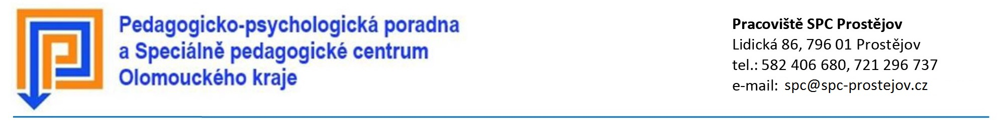 Pedagogicko-psychologická poradna
a Speciálně pedagogické centrum
Olomouckého kraje
Pracoviště SPC Prostějov
Lidická 86, 796 01 Prostějov
tel.: 582 406 680, 721 296 737
e-mail: spc@spc-prostejov.cz